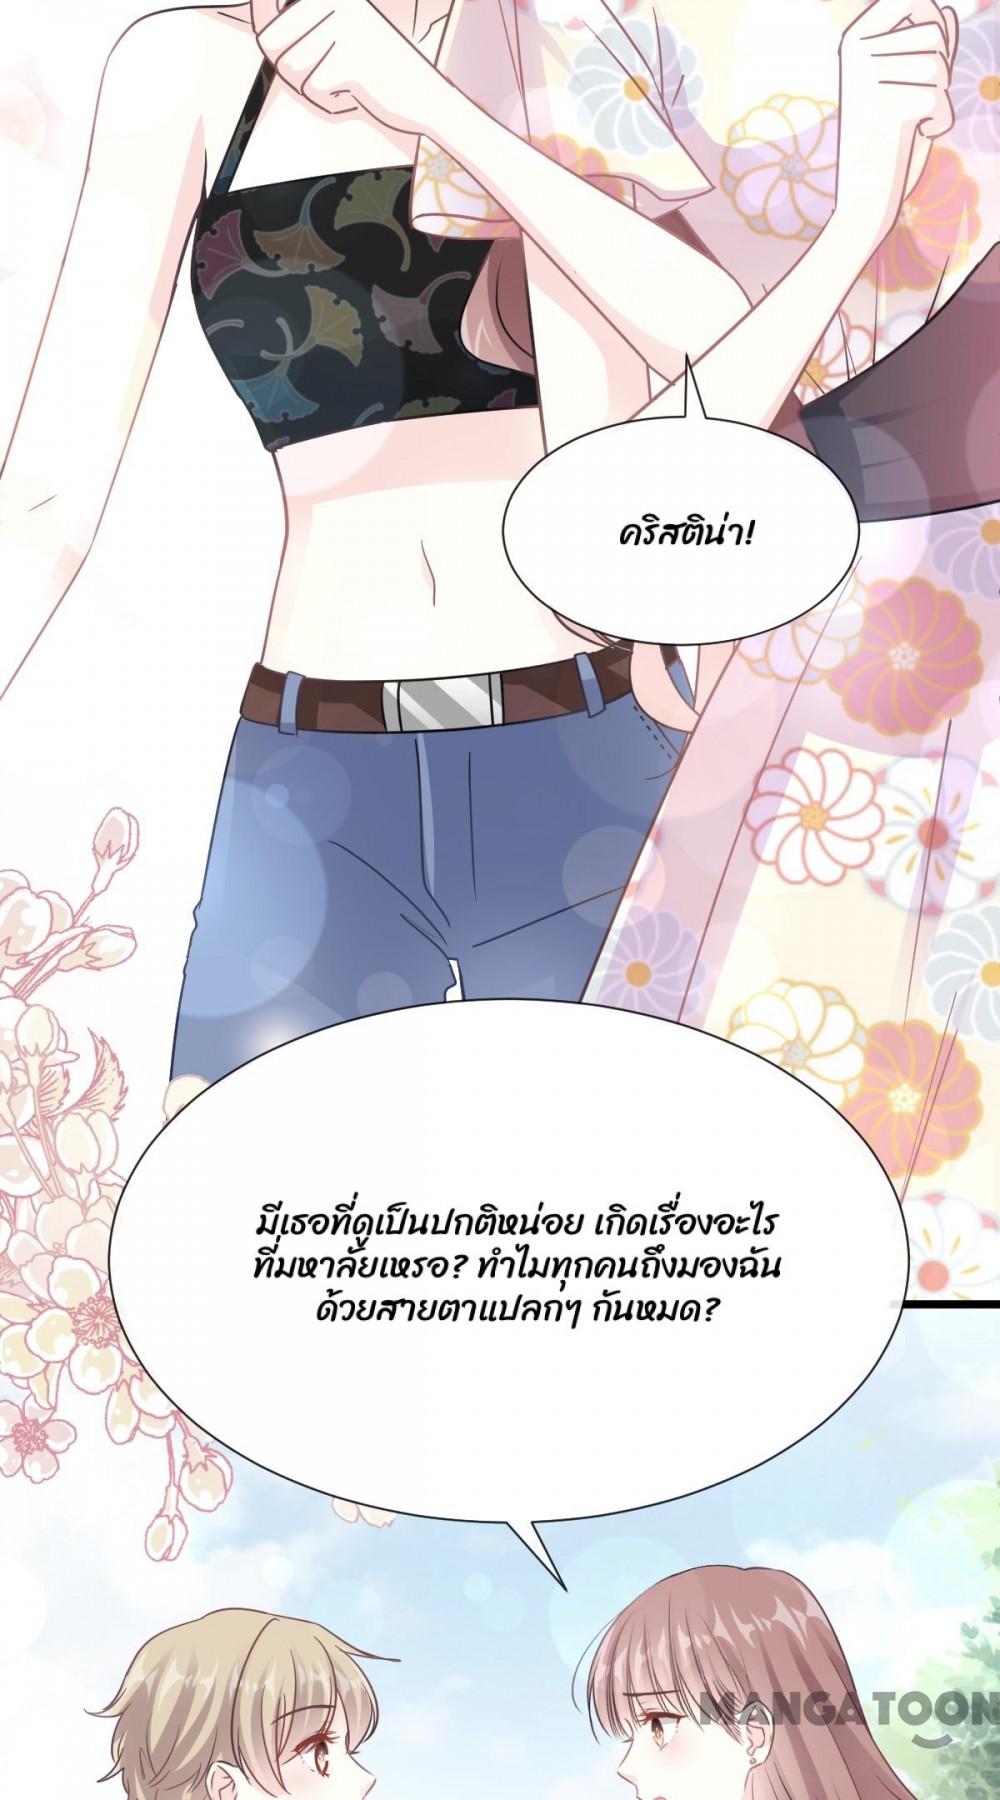 คริสติน่า!
มีเธอที่ดูเป็นปกติหน่อย เกิดเรื่องอะไร
ที่มหาลัยเหรอ? ทำไมทุกคนถึงมองฉัน
ด้วยสายตาแปลกๆ กันหมด?
MANGATOON